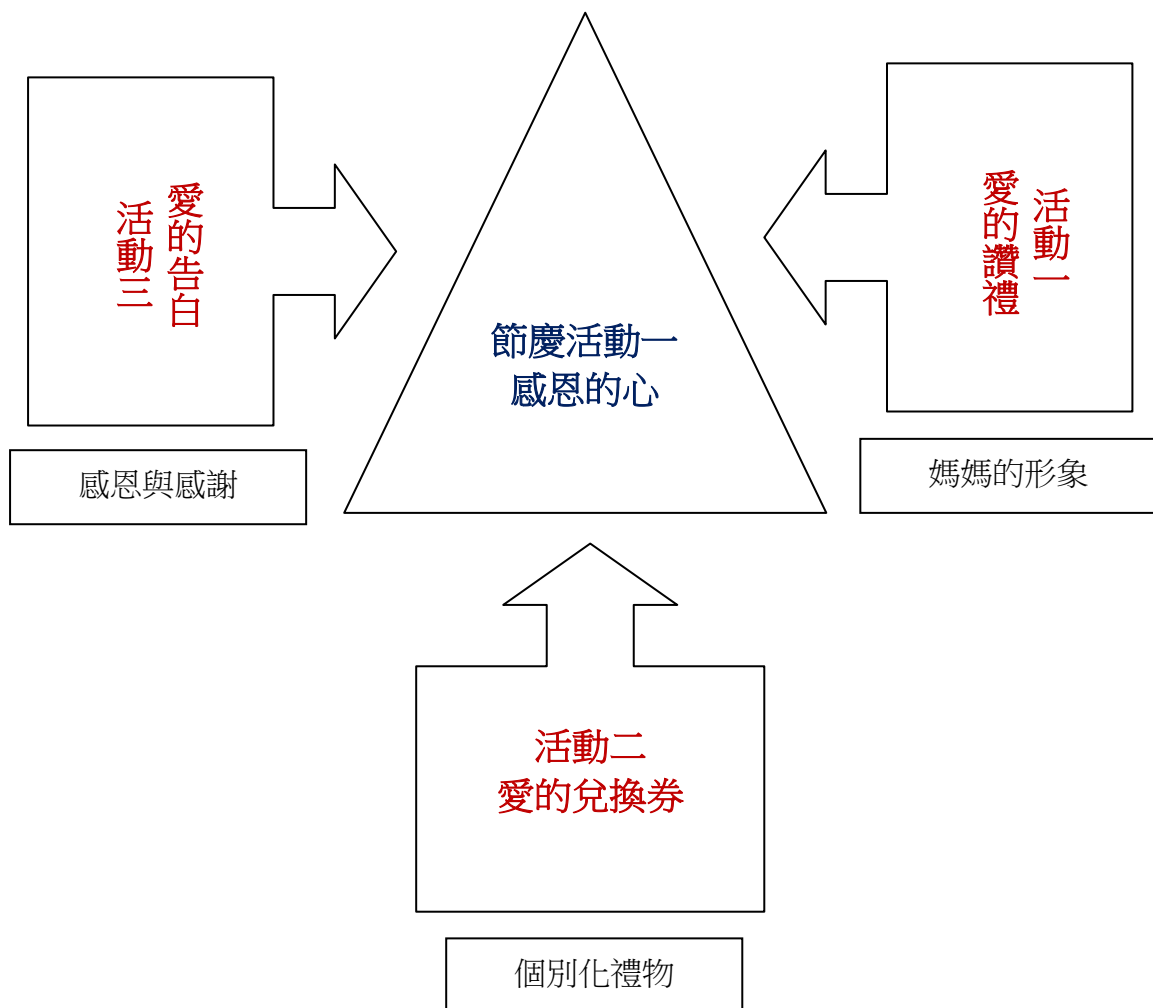 節慶活動一
感恩的心
活動一
愛的讚禮
媽媽的形象
活動二
愛的兌換券
個別化禮物
活動三
愛的告白
感恩與感謝